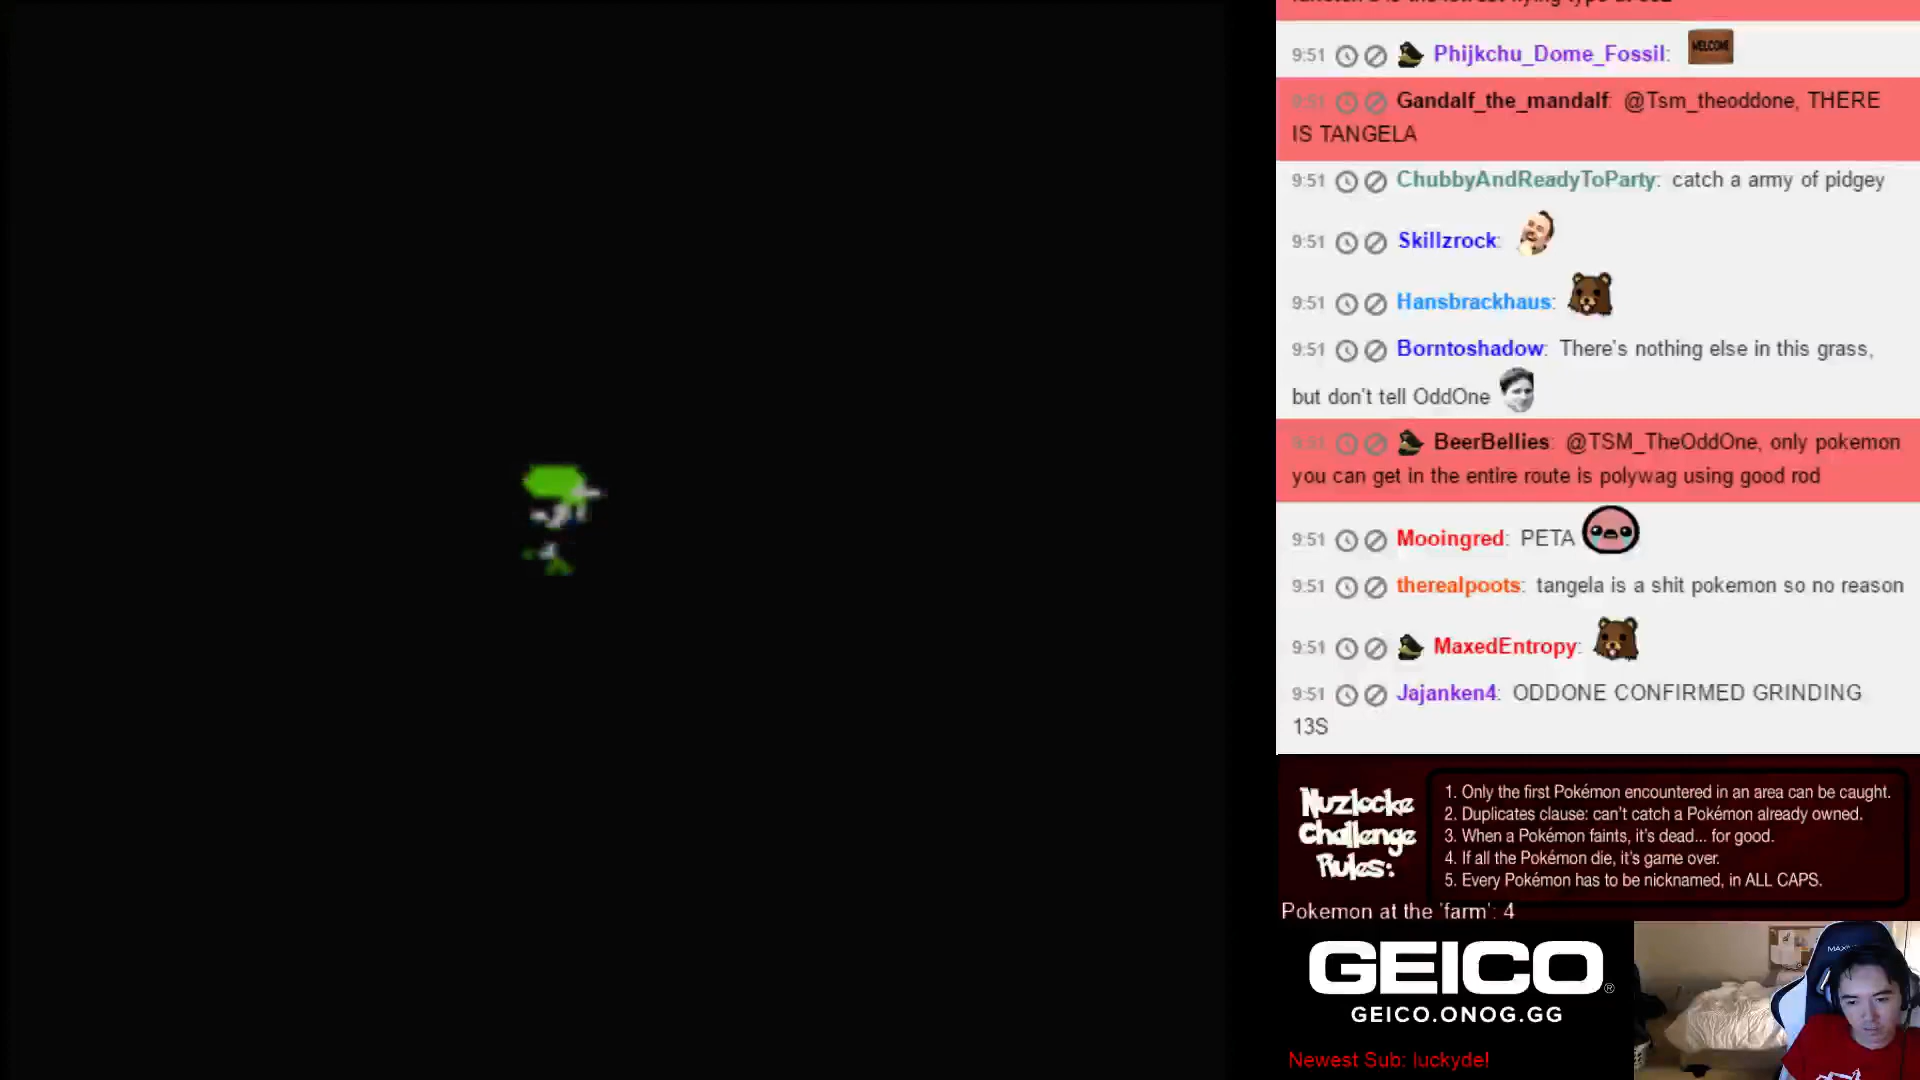 9:51 Phijkchu_Dome_Fossil: WELCOME
9:51 Gandalf_the_mandalf: @Tsm_theoddone, THERE
IS TANGELA
9:51 ChubbyAndReadyToParty: catch a army of pidgey
9:51 Skillzrock:
9:51 Hansbrackhaus:
9:51 Borntoshadow: There's nothing else in this grass,
but don't tell OddOne
9:51 BeerBellies: @TSM_TheOddOne, only pokemon
you can get in the entire route is polywag using good rod
9:51 Mooingred: PETA
9:51 therealpoots: tangela is a shit pokemon so no reason
9:51 MaxedEntropy:
9:51 Jajanken4: ODDONE CONFIRMED GRINDING
13S
Nuzlocke
Challenge
Rules:
1. Only the first Pokémon encountered in an area can be caught.
2. Duplicates clause: can't catch a Pokémon already owned.
3. When a Pokémon faints, it's dead... for good.
4. If all the Pokémon die, it's game over.
5. Every Pokémon has to be nicknamed, in ALL CAPS.
Pokemon at the 'farm': 4
GEICO®
GEICO.ONOG.GG
Newest Sub: luckyde!